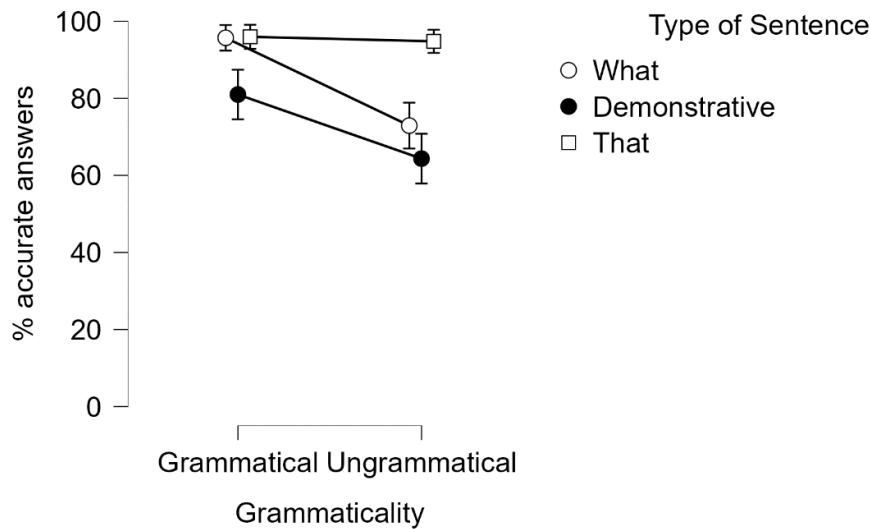 Type of Sentence
What
Demonstrative
That
% accurate answers
100
80
60
40
20
0
Grammatical Ungrammatical
Grammaticality